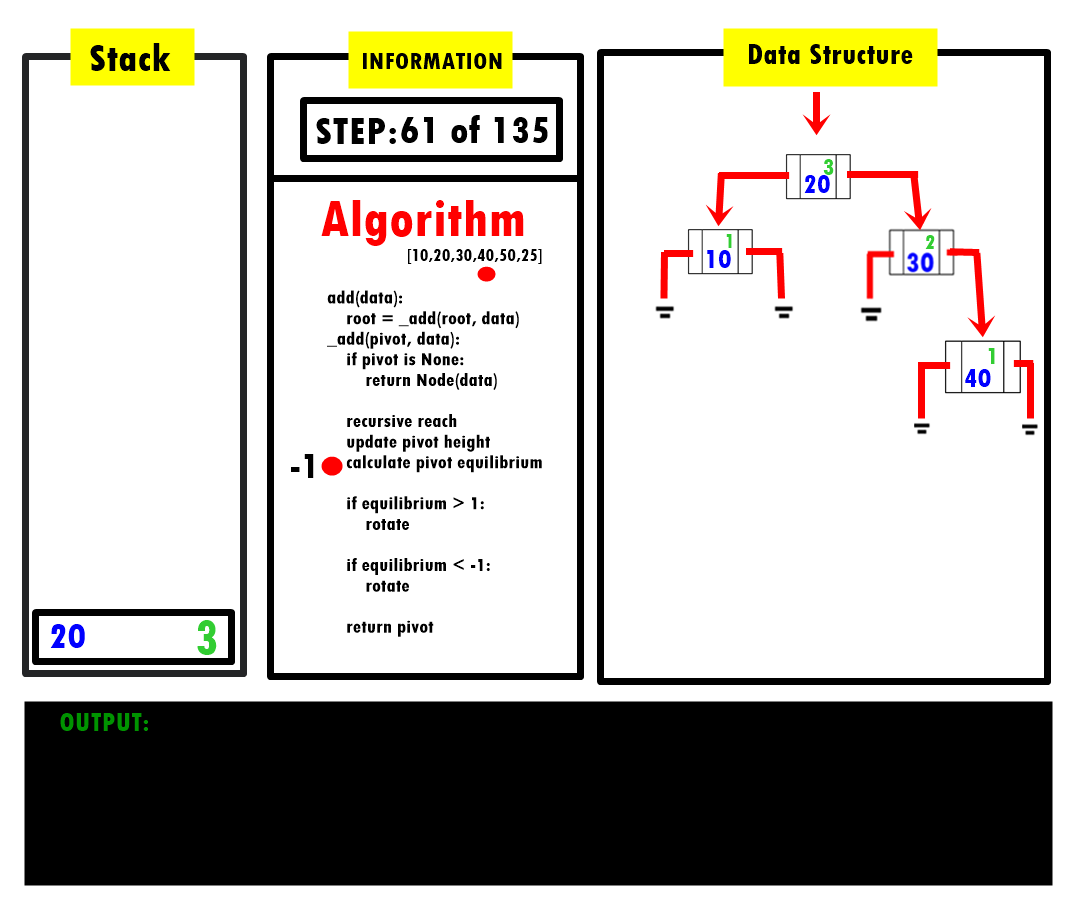 Stack
20 3
INFORMATION
STEP:61 of 135
Algorithm
[10,20,30,40,50,25]
add(data):
root = _add(root, data)
_add(pivot, data):
if pivot is None:
return Node(data)
recursive reach
update pivot height
-1 calculate pivot equilibrium
if equilibrium > 1:
rotate
if equilibrium < -1:
rotate
return pivot
Data Structure
3
20
1
10
2
30
1
40
OUTPUT: